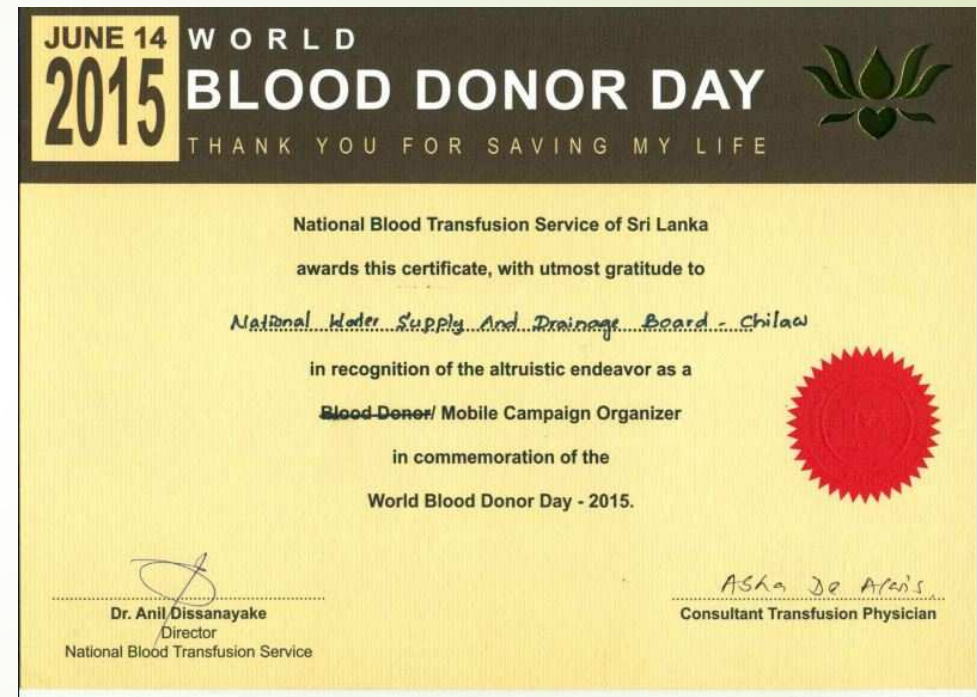 JUNE 14
2015
WORLD
BLOOD DONOR DAY
THANK YOU FOR SAVING MY LIFE
National Blood Transfusion Service of Sri Lanka
awards this certificate, with utmost gratitude to
National Water Supply And Drainage Board - Chilaw
in recognition of the altruistic endeavor as a
Blood Donor/ Mobile Campaign Organizer
in commemoration of the
World Blood Donor Day - 2015.
Asha De
Dr. Anil Dissanayake
Consultant Transfusion Physician
Director
National Blood Transfusion Service